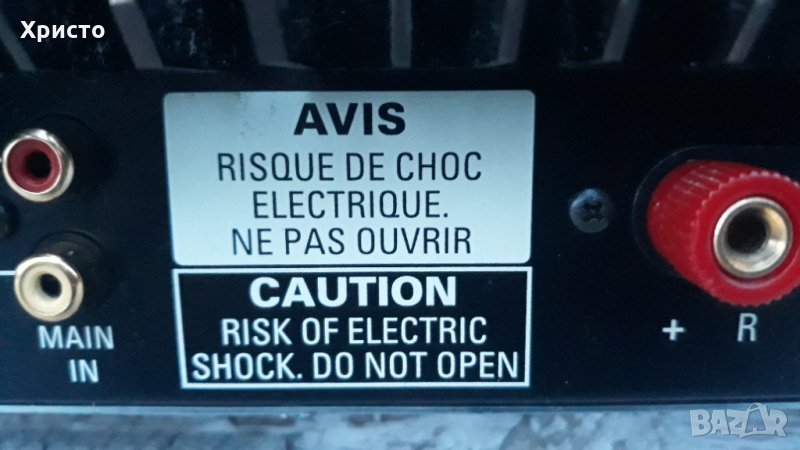 Христо
AVIS
RISQUE DE CHOC
ELECTRIQUE.
NE PAS OUVRIR
CAUTION
RISK OF ELECTRIC
SHOCK. DO NOT OPEN
MAIN
IN
+ R
BAZAR